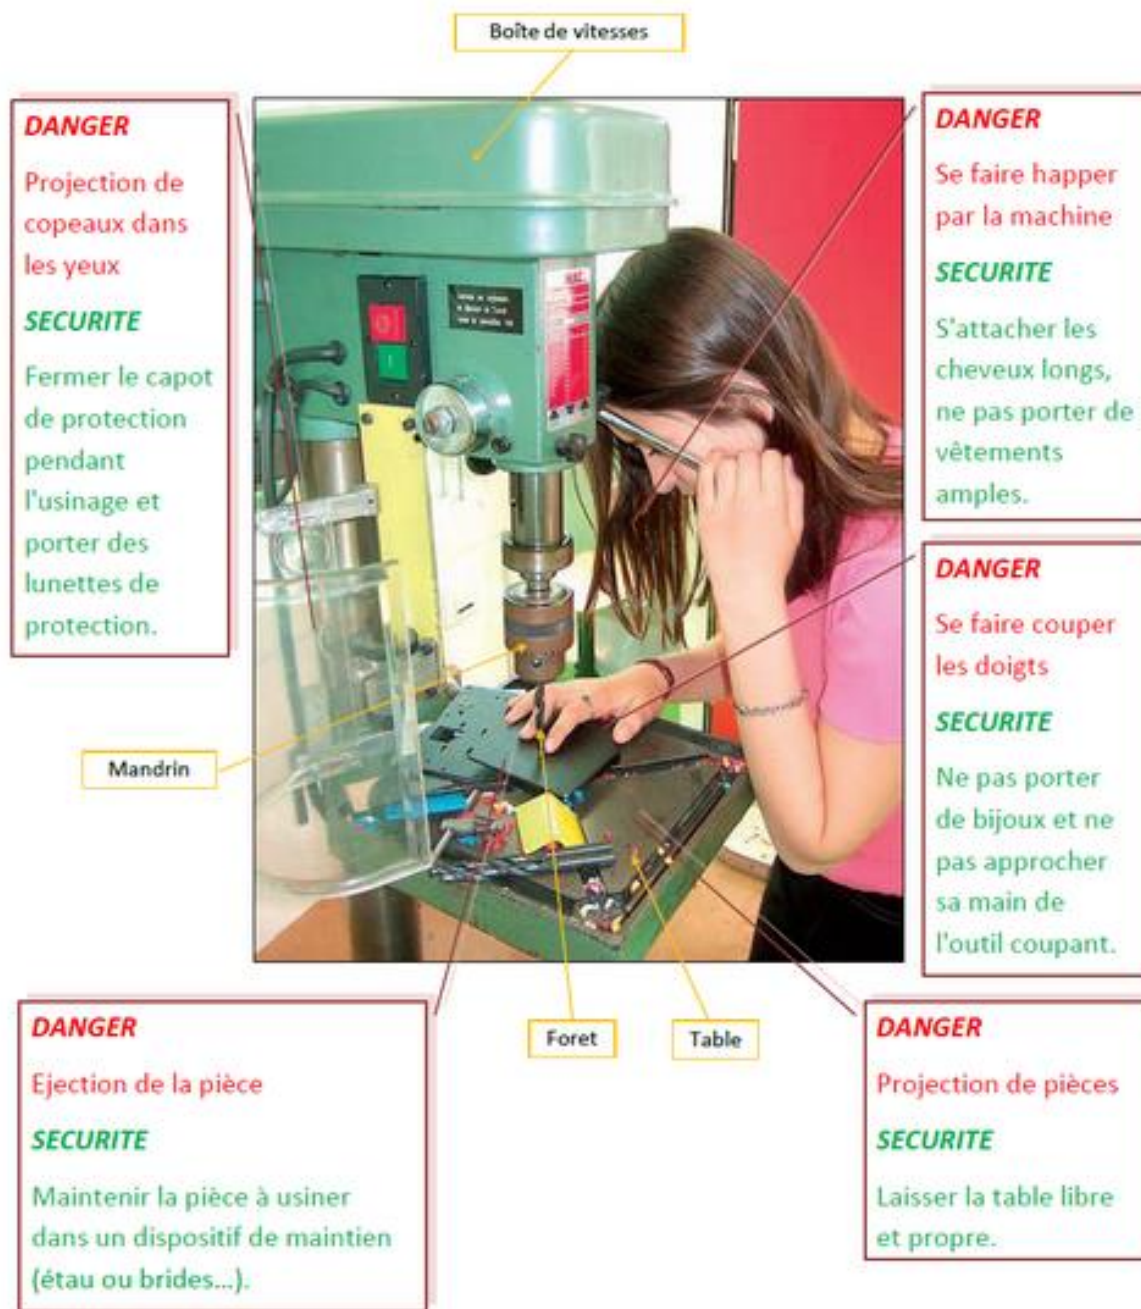 Boîte de vitesses
DANGER
Projection de
copeaux dans
les yeux
SECURITE
Fermer le capot
de protection
pendant
l'usinage et
porter des
lunettes de
protection.
DANGER
Se faire happer
par la machine
SECURITE
S'attacher les
cheveux longs,
ne pas porter de
vêtements
amples.
DANGER
Se faire couper
les doigts
SECURITE
Ne pas porter
de bijoux et ne
pas approcher
sa main de
l'outil coupant.
Mandrin
DANGER
Ejection de la pièce
SECURITE
Maintenir la pièce à usiner
dans un dispositif de maintien
(étau ou brides...).
Foret
Table
DANGER
Projection de pièces
SECURITE
Laisser la table libre
et propre.